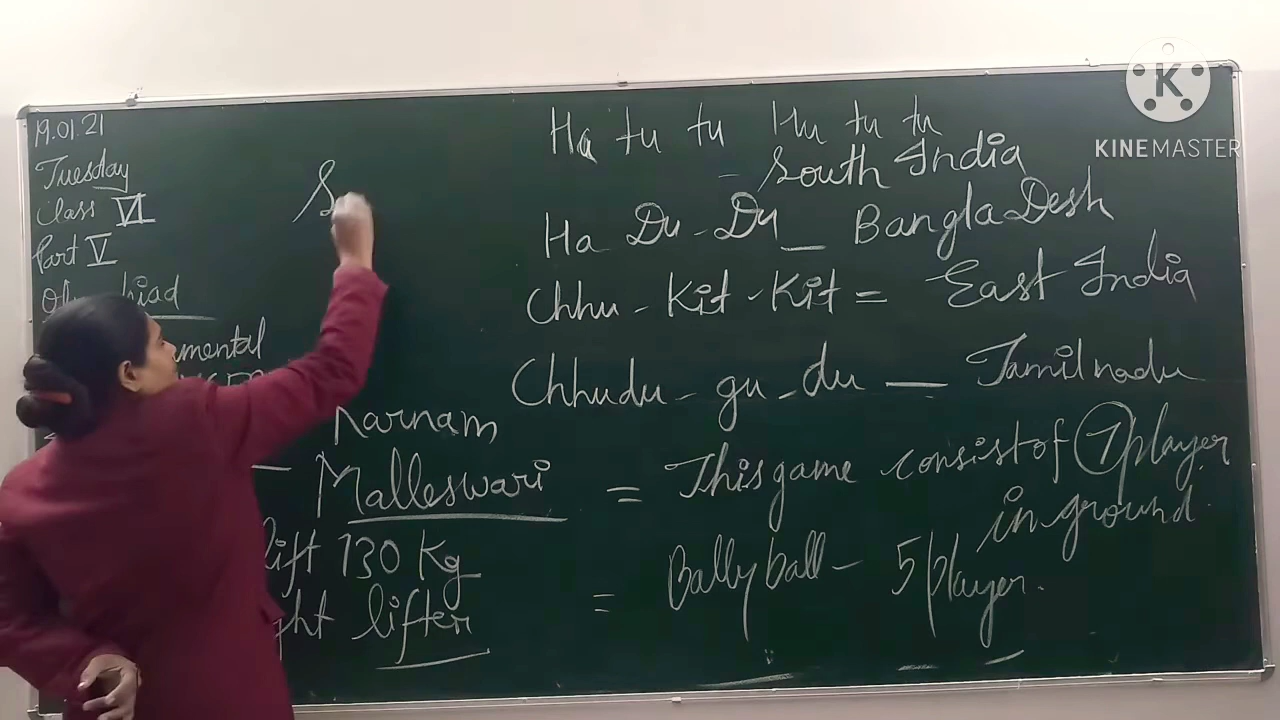 19.01.21
Tuesday
Class VI
Part V
S
Karnam
Malleswari
lift 130 Kg
lifter
Ha tu tu Hu tu tu
- South India
Ha Du - Du - Bangla Desh
Chhu - Kit - Kit = East India
Chhudu - gu - du - Tamilnadu
= This game consist of 7 player
in ground.
= Bally ball - 5 player.
K
KINEMASTER